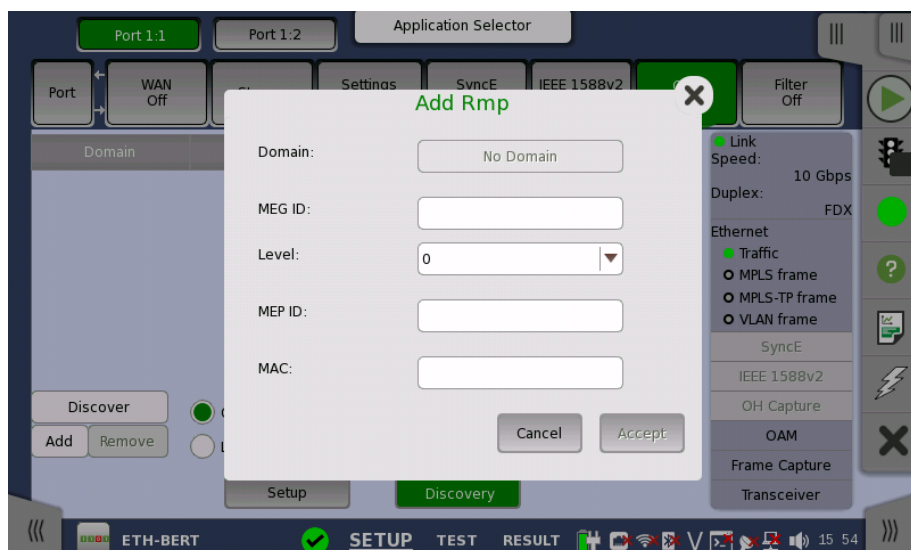 Application Selector
Port 1:1
Port 1:2
Port
WAN
Off
Settings
SyncE
IEEE 1588v2
Filter
Off
Add Rmp
Domain
Domain:
No Domain
MEG ID:
Level:
0
MEP ID:
MAC:
Cancel
Accept
Link
Speed:
10 Gbps
Duplex:
FDX
Ethernet
Traffic
MPLS frame
MPLS-TP frame
VLAN frame
SyncE
IEEE 1588v2
OH Capture
OAM
Frame Capture
Transceiver
Discover
Add
Remove
Setup
Discovery
ETH-BERT
SETUP
TEST
RESULT
15 54